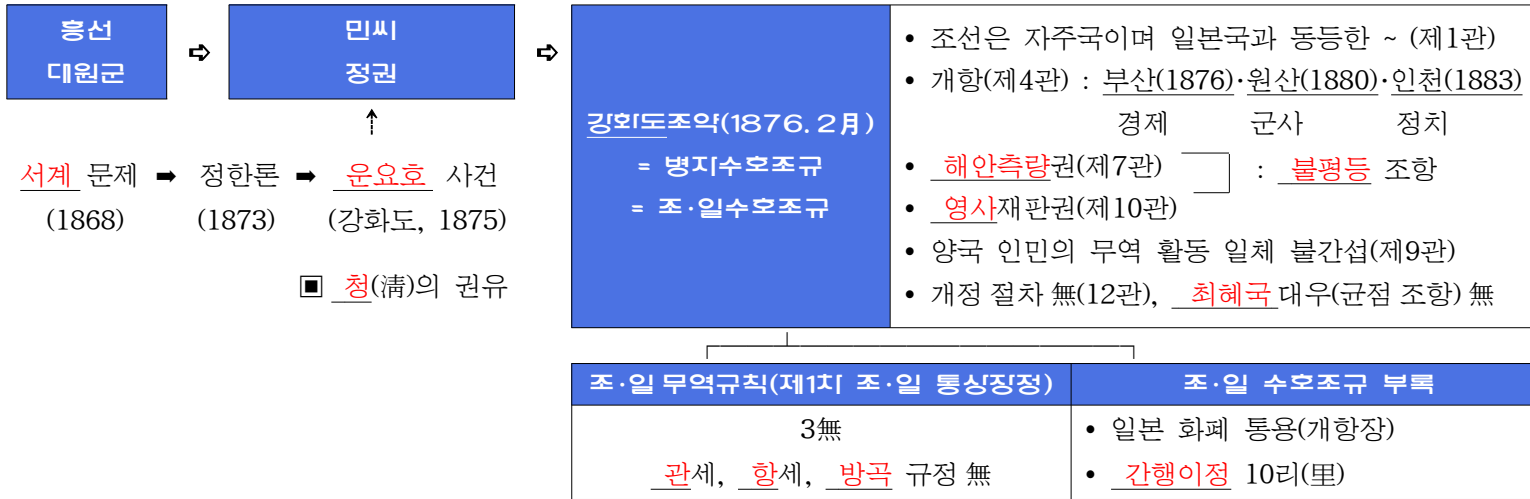 흥선
대원군
➪
민씨
정권
➪
서계 문제 ➡ 정한론 ➡ 운요호 사건
(1868) (1873) (강화도, 1875)
▣ 청(淸)의 권유
강화도조약(1876. 2月)
= 병자수호조규
= 조·일수호조규
• 조선은 자주국이며 일본국과 동등한 ~ (제1관)
• 개항(제4관) : 부산(1876)·원산(1880)·인천(1883)
경제 군사 정치
• 해안측량권(제7관)
: 불평등 조항
• 영사재판권(제10관)
• 양국 인민의 무역 활동 일체 불간섭(제9관)
• 개정 절차 無(12관), 최혜국 대우(균점 조항) 無
조·일 무역규칙(제1차 조·일 통상장정)
3無
관세, 항세, 방곡 규정 無
조·일 수호조규 부록
• 일본 화폐 통용(개항장)
• 간행이정 10리(里)